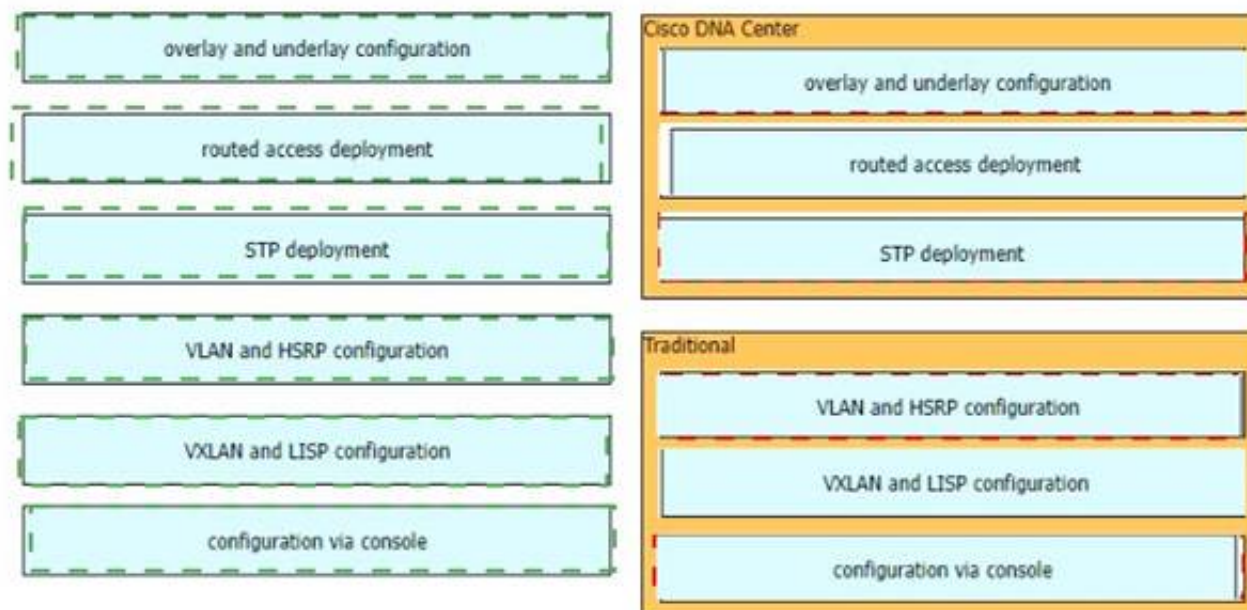 overlay and underlay configuration
routed access deployment
STP deployment
VLAN and HSRP configuration
VXLAN and LISP configuration
configuration via console
Cisco DNA Center
overlay and underlay configuration
routed access deployment
STP deployment
Traditional
VLAN and HSRP configuration
VXLAN and LISP configuration
configuration via console